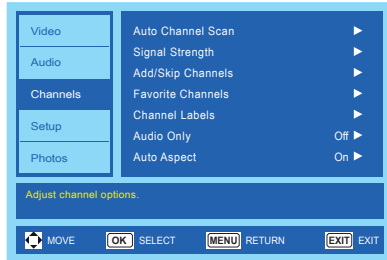 Video
Audio
Channels
Setup
Photos
Auto Channel Scan
Signal Strength
Add/Skip Channels
Favorite Channels
Channel Labels
Audio Only Off
Auto Aspect On
Adjust channel options.
MOVE OK SELECT MENU RETURN EXIT EXIT